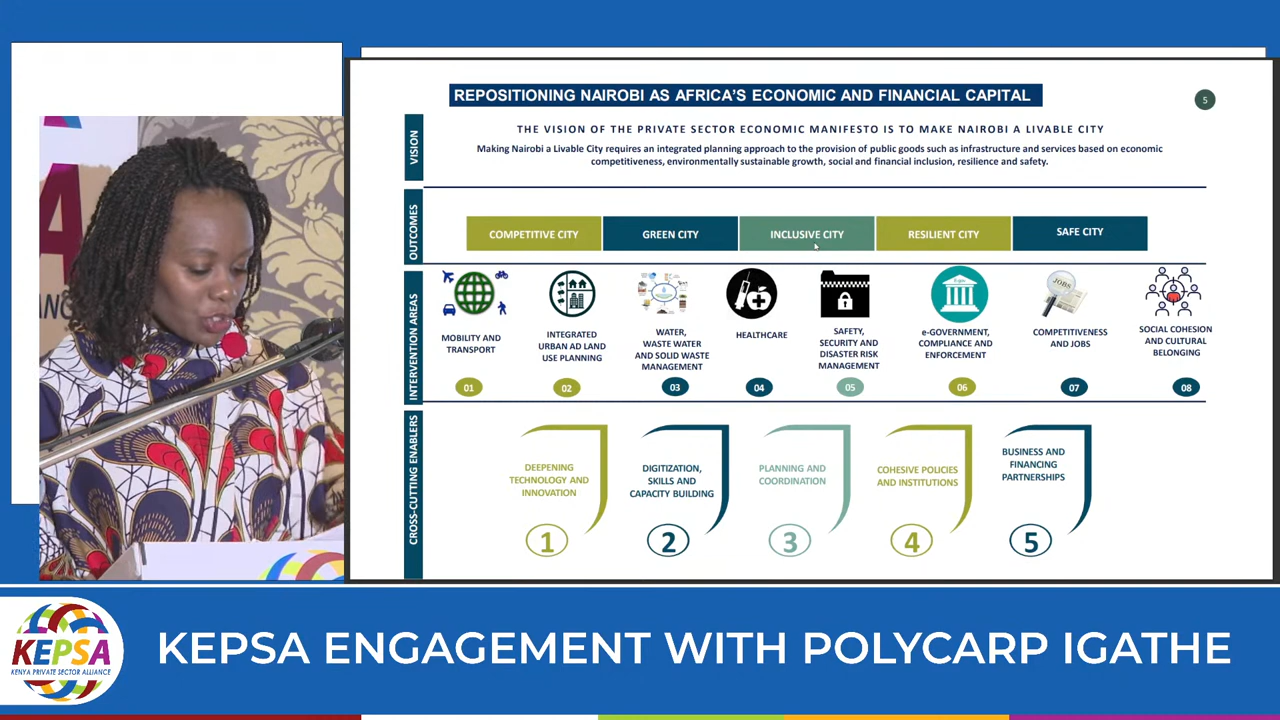 REPOSITIONING NAIROBI AS AFRICA'S ECONOMIC AND FINANCIAL CAPITAL
5
VISION
THE VISION OF THE PRIVATE SECTOR ECONOMIC MANIFESTO IS TO MAKE NAIROBI A LIVABLE CITY
Making Nairobi a Livable City requires an integrated planning approach to the provision of public goods such as infrastructure and services based on economic
competitiveness, environmentally sustainable growth, social and financial inclusion, resilience and safety.
OUTCOMES
COMPETITIVE CITY
GREEN CITY
INCLUSIVE CITY
RESILIENT CITY
SAFE CITY
INTERVENTION AREAS
MOBILITY AND
TRANSPORT
01
INTEGRATED
URBAN AD LAND
USE PLANNING
02
WATER,
WASTE WATER
AND SOLID WASTE
MANAGEMENT
03
HEALTHCARE
04
SAFETY,
SECURITY AND
DISASTER RISK
MANAGEMENT
05
e-GOVERNMENT,
COMPLIANCE AND
ENFORCEMENT
06
JOBS
COMPETITIVENESS
AND JOBS
07
SOCIAL COHESION
AND CULTURAL
BELONGING
08
CROSS-CUTTING ENABLERS
DEEPENING
TECHNOLOGY AND
INNOVATION
1
DIGITIZATION,
SKILLS AND
CAPACITY BUILDING
2
PLANNING AND
COORDINATION
3
COHESIVE POLICIES
AND INSTITUTIONS
4
BUSINESS AND
FINANCING
PARTNERSHIPS
5
KEPSA
KENYA PRIVATE SECTOR ALLIANCE
KEPSA ENGAGEMENT WITH POLYCARP IGATHE